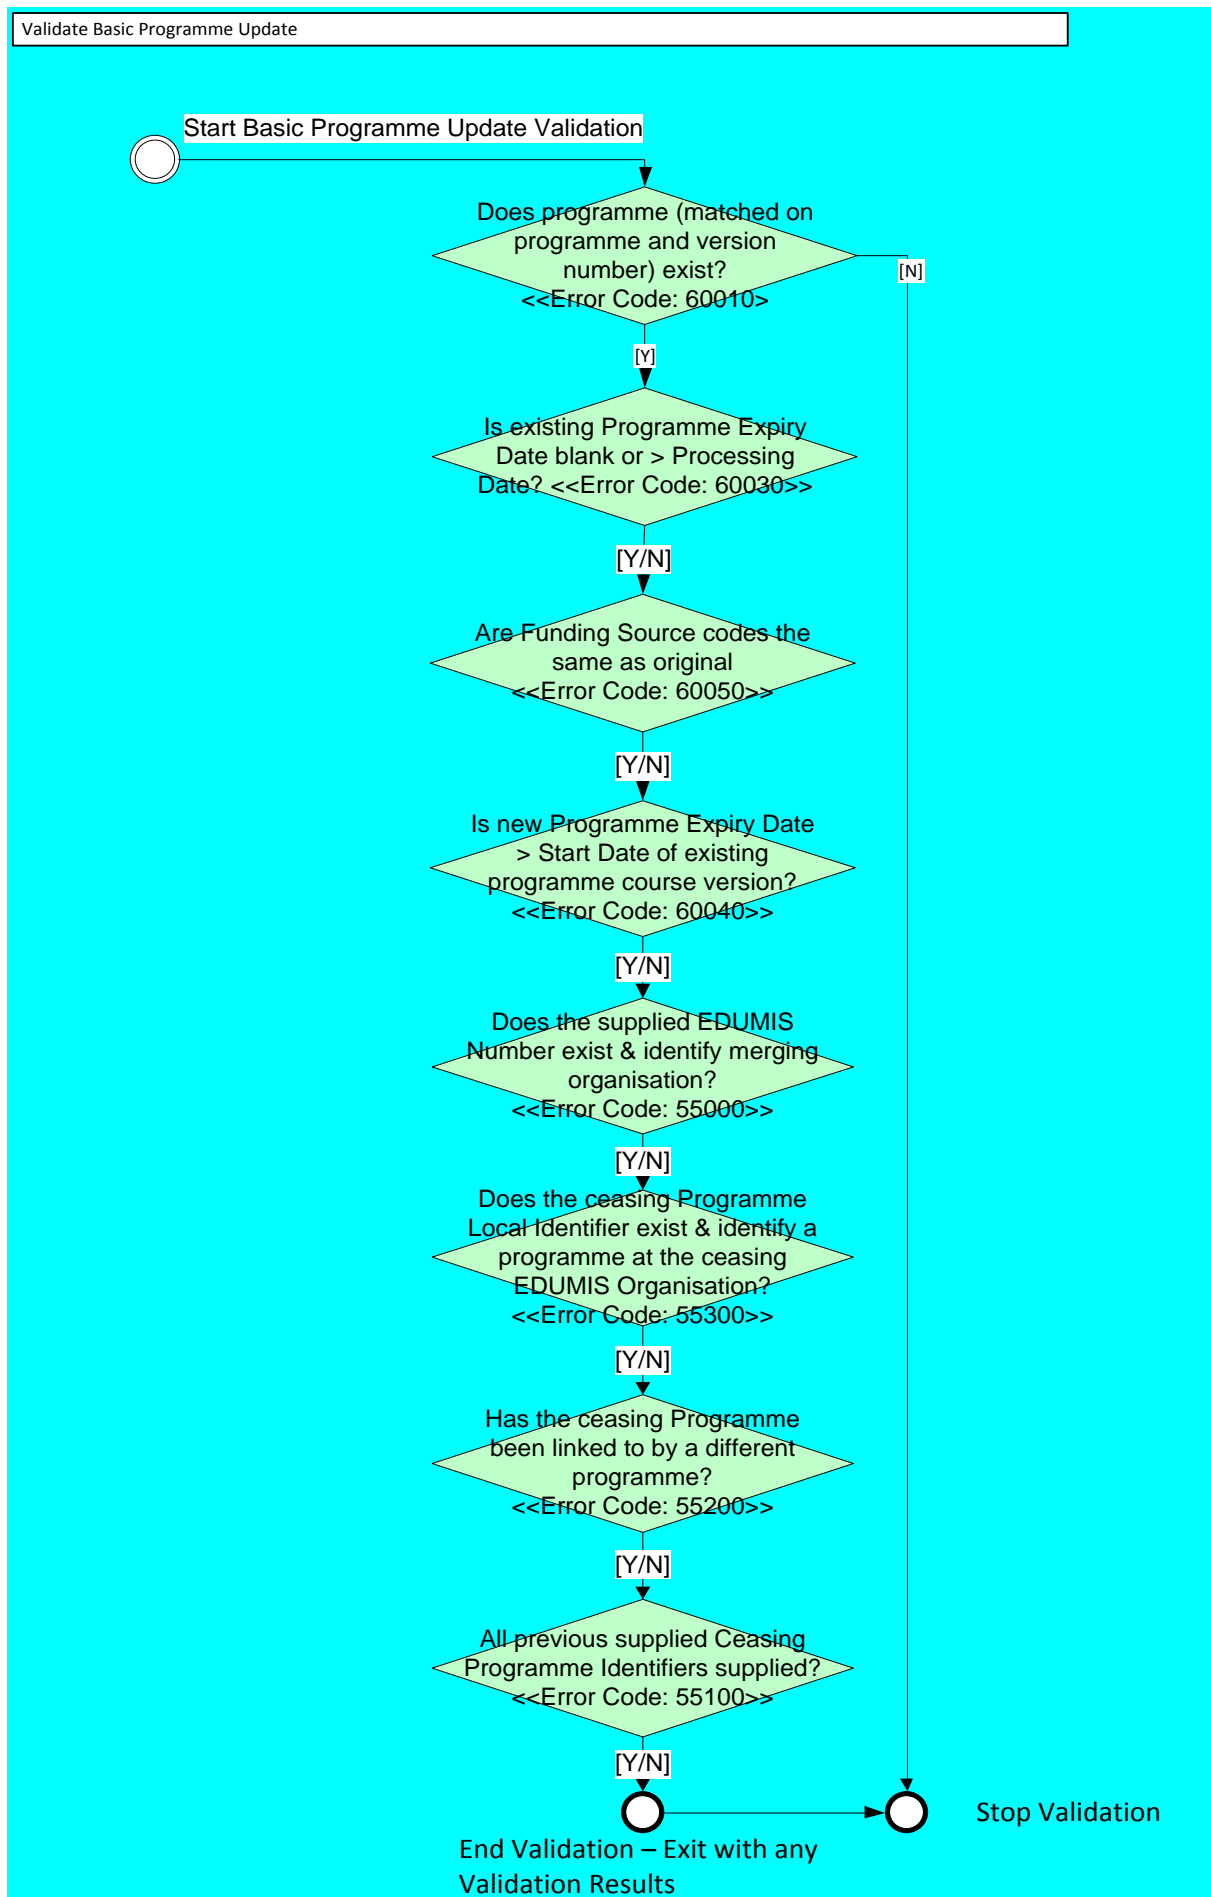 Validate Basic Programme Update
Start Basic Programme Update Validation
Does programme (matched on
programme and version
number) exist?
<<Error Code: 60010>
[N]
[Y]
Is existing Programme Expiry
Date blank or > Processing
Date? <<Error Code: 60030>>
[Y/N]
Are Funding Source codes the
same as original
<<Error Code: 60050>>
[Y/N]
Is new Programme Expiry Date
> Start Date of existing
programme course version?
<<Error Code: 60040>>
[Y/N]
Does the supplied EDUMIS
Number exist & identify merging
organisation?
<<Error Code: 55000>>
[Y/N]
Does the ceasing Programme
Local Identifier exist & identify a
programme at the ceasing
EDUMIS Organisation?
<<Error Code: 55300>>
[Y/N]
Has the ceasing Programme
been linked to by a different
programme?
<<Error Code: 55200>>
[Y/N]
All previous supplied Ceasing
Programme Identifiers supplied?
<<Error Code: 55100>>
[Y/N]
Stop Validation
End Validation – Exit with any
Validation Results